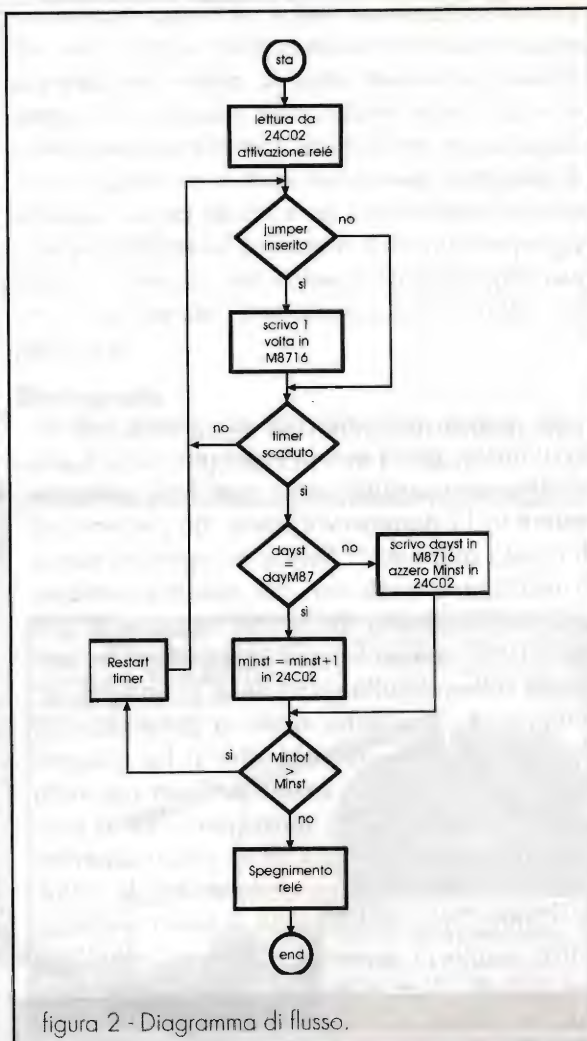 sta
lettura da
24C02
attivazione relé
jumper
inserito
no
sì
scrivo 1
volta in
M8716
timer
scaduto
no
sì
dayst
=
dayM87
no
scrivo dayst in
M8716
azzero Minst in
24C02
sì
Restart
timer
minst = minst+1
in 24C02
Mintot
>
Minst
sì
no
Spegnimento
relé
end
figura 2 - Diagramma di flusso.